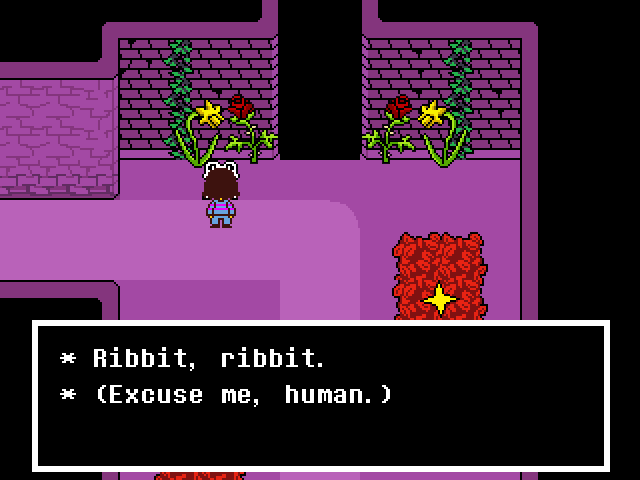 * Ribbit, ribbit.
* (Excuse me, human.)